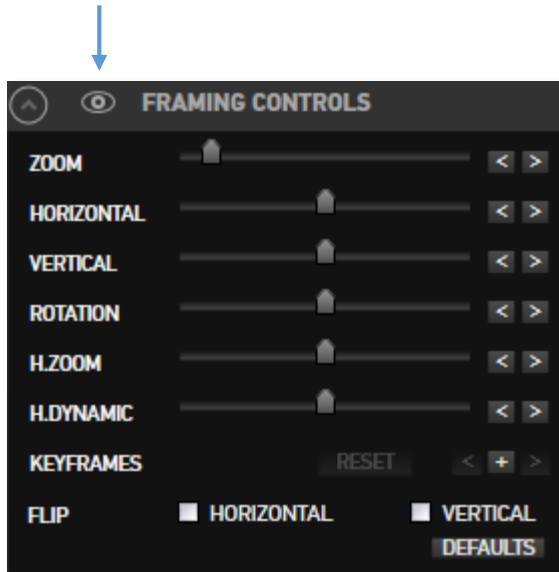 FRAMING CONTROLS
ZOOM < >
HORIZONTAL < >
VERTICAL < >
ROTATION < >
H.ZOOM < >
H.DYNAMIC < >
KEYFRAMES RESET < + >
FLIP HORIZONTAL VERTICAL
DEFAULTS